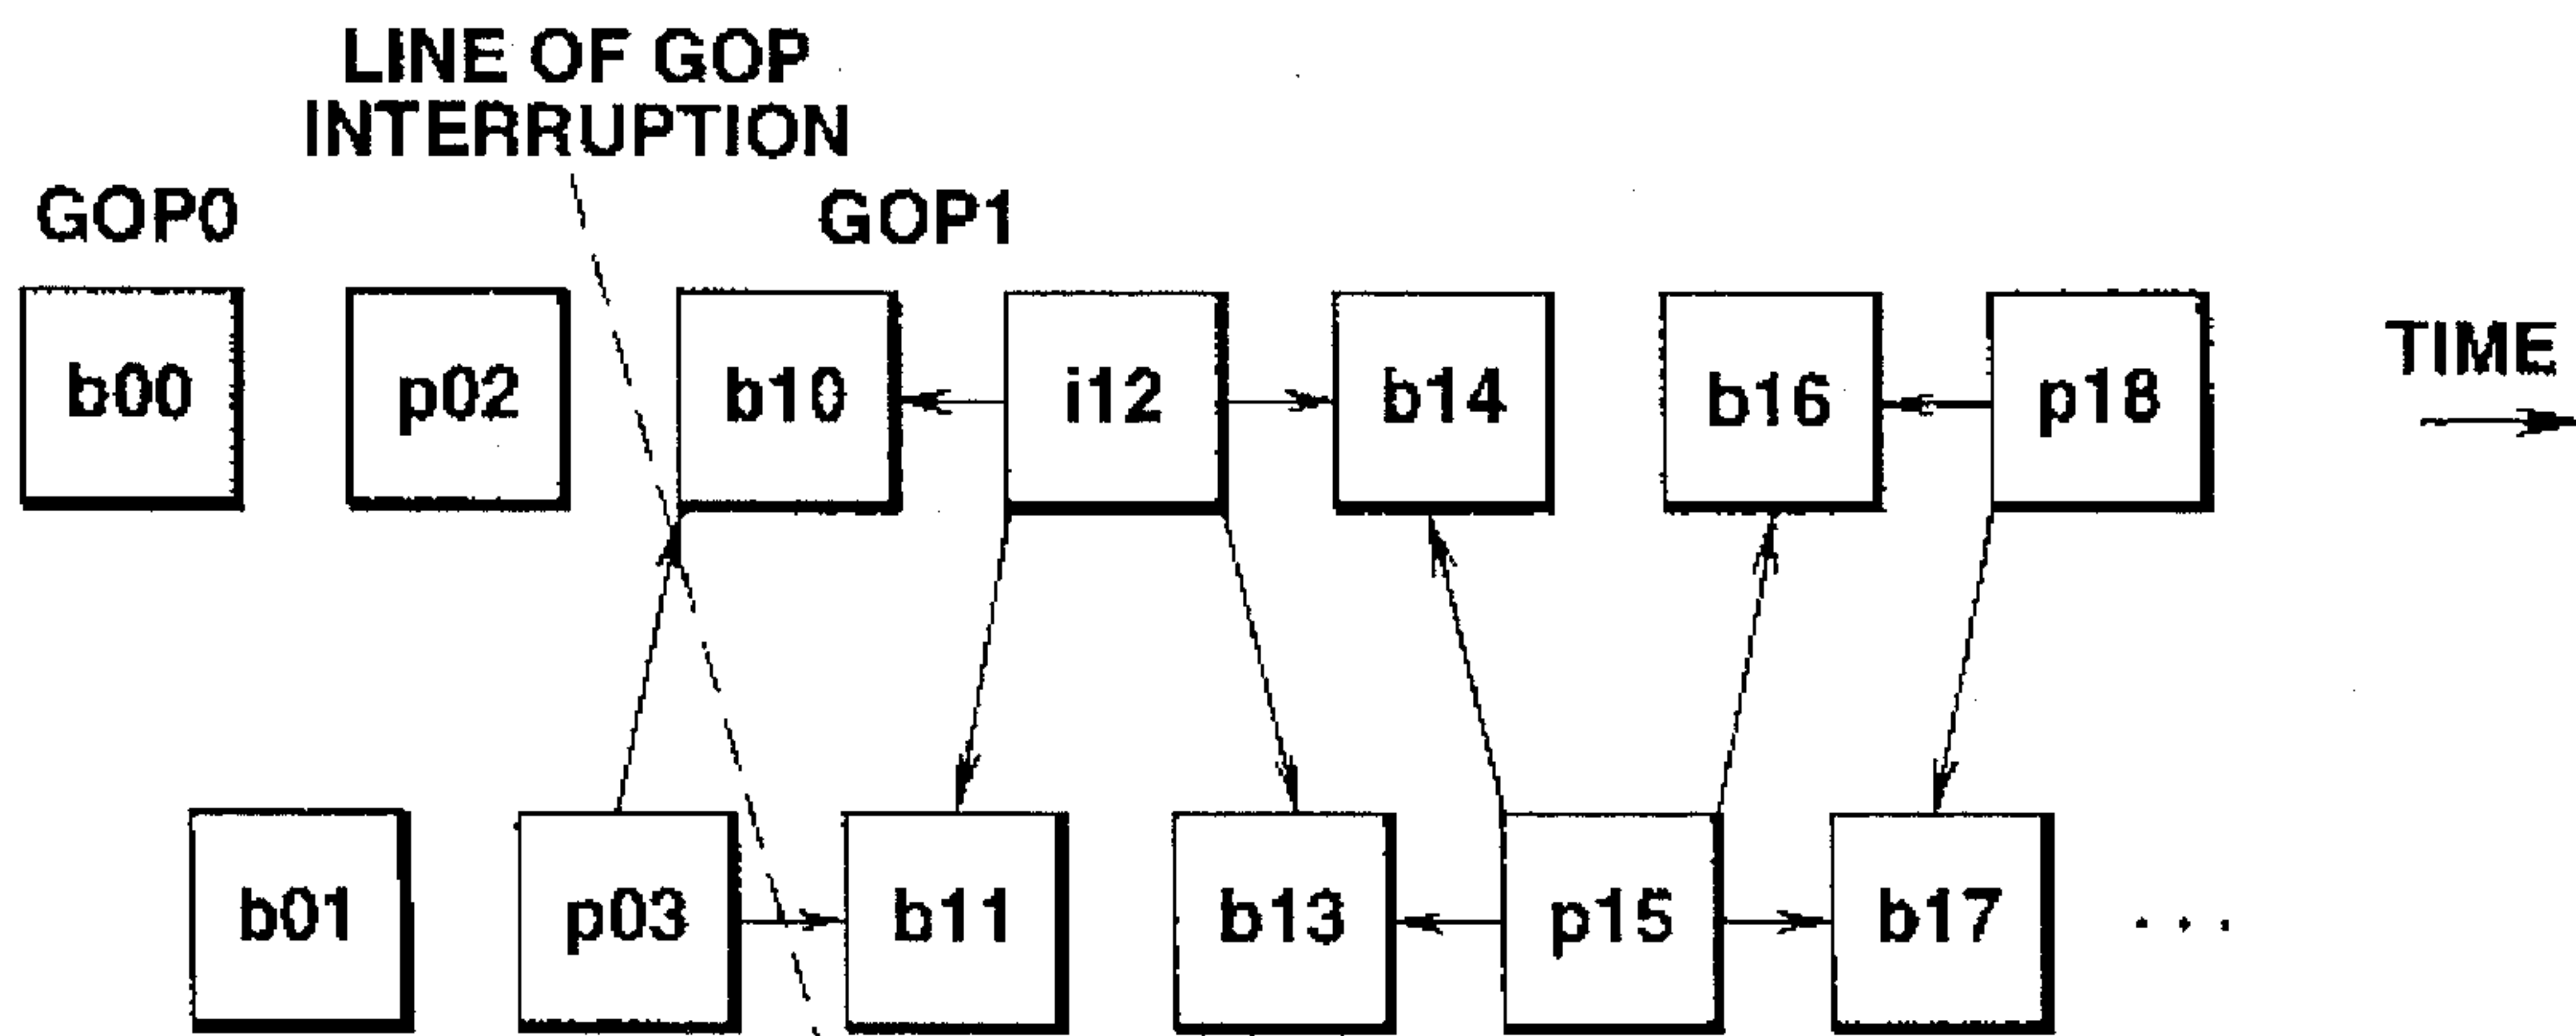 LINE OF GOP
INTERRUPTION
GOP0
GOP1
b00
p02
b10
i12
b14
b16
p18
TIME
b01
p03
b11
b13
p15
b17
...